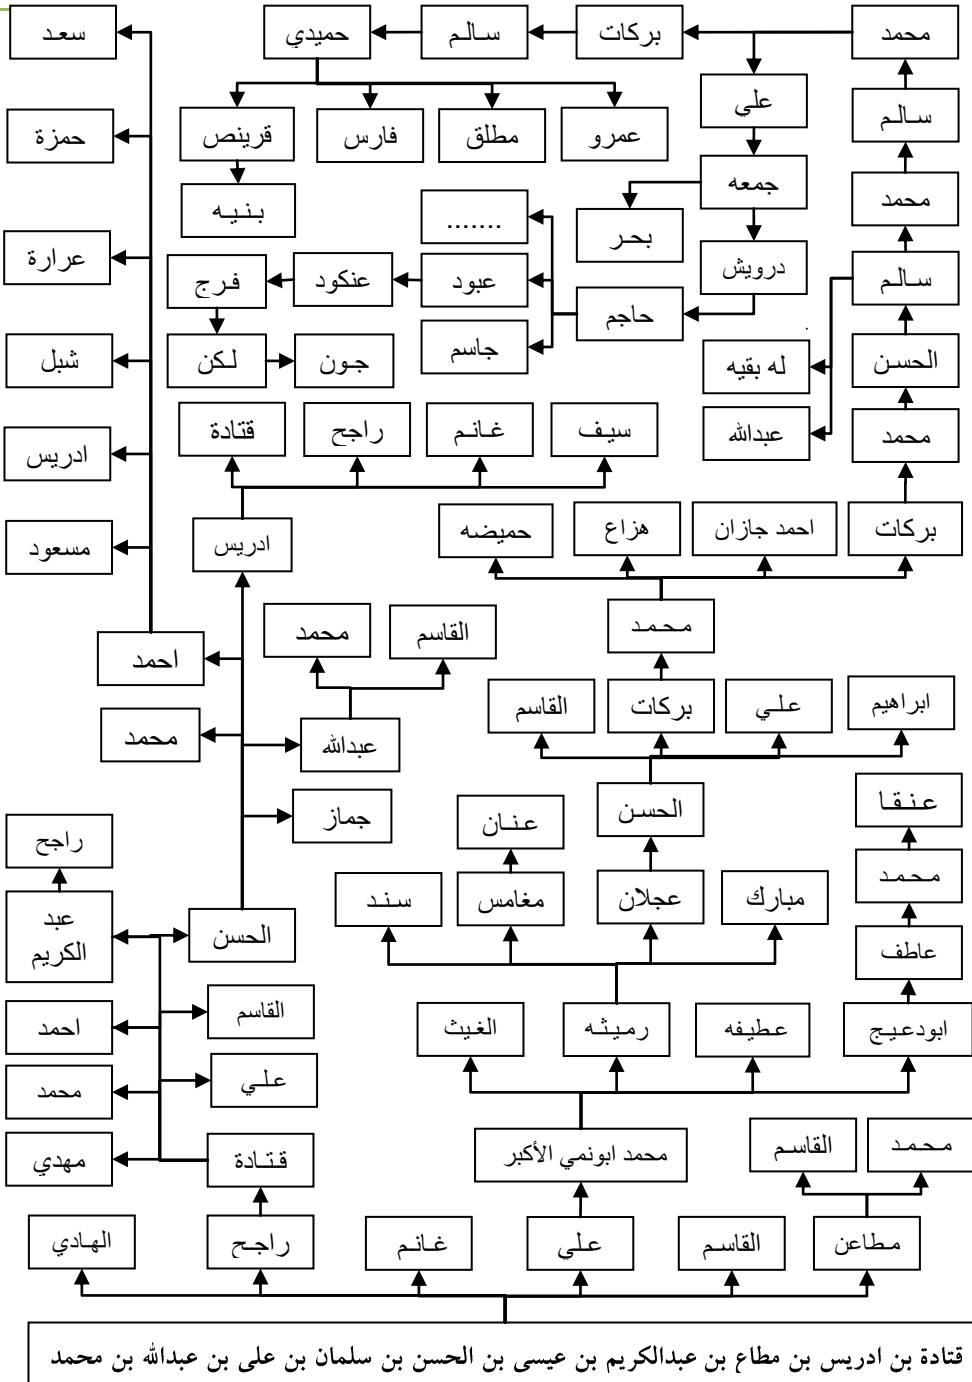 محمد
بركات
سالم
حميدي
سعد
سالم
علي
عمرو
مطلق
فارس
قرينص
حمزة
محمد
جمعه
بنيه
بحر
.......
سالم
درويش
عبود
عنكود
فرج
عرارة
حاجم
جاسم
الحسن
له بقيه
جون
لكن
شبل
محمد
عبدالله
سيف
غانم
راجح
قتادة
ادريس
بركات
احمد جازان
هزاع
حميضه
ادريس
مسعود
محمد
القاسم
محمد
احمد
ابراهيم
علي
بركات
القاسم
عبدالله
محمد
عنقا
الحسن
عنان
جماز
راجح
محمد
مبارك
عجلان
مغامس
سند
الحسن
عبد
الكريم
عاطف
ابودعيج
عطيفه
رميثه
الغيث
القاسم
احمد
علي
محمد
محمد
القاسم
محمد ابونمي الأكبر
قتادة
مهدي
مطاعن
القاسم
علي
غانم
راجح
الهادي
قتادة بن ادريس بن مطاع بن عبدالكريم بن عيسى بن الحسن بن سلمان بن على بن عبدالله بن محمد